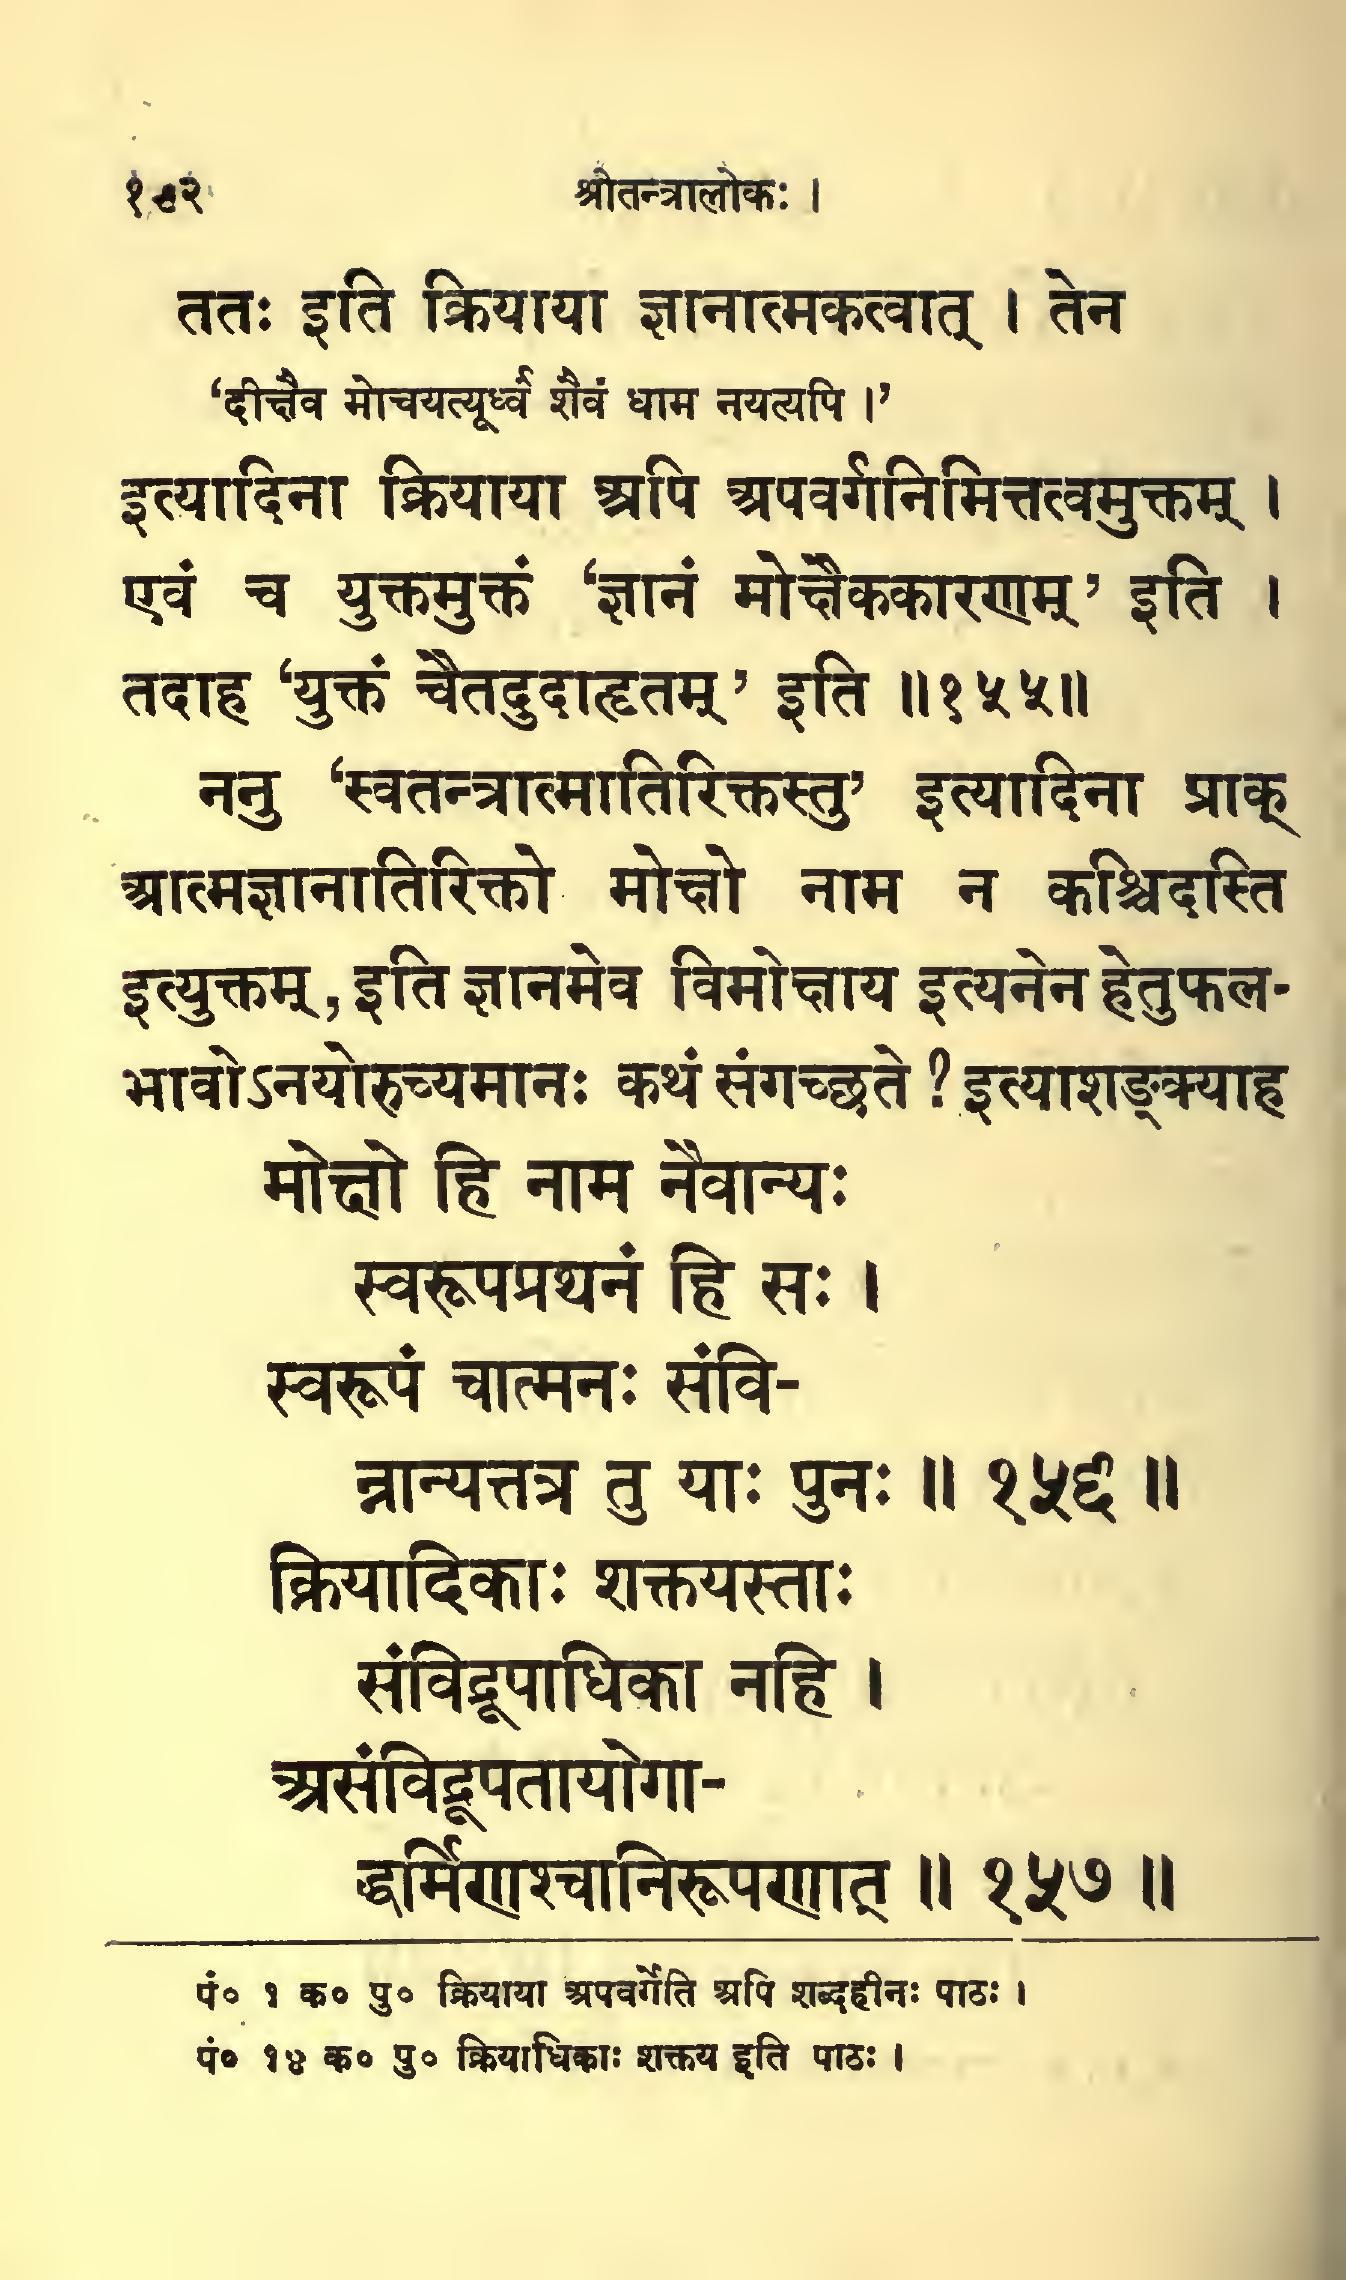 श्रीतन्त्रालोकः ।
ततः इति क्रियाया ज्ञानात्मकत्वात् । तेन
‘दीक्षैव मोचयत्यूर्ध्वं शैवं धाम नयत्यपि ।’
इत्यादिना क्रियाया अपि अपवर्गनिमित्तत्वमुक्तम् ।
एवं च युक्तमुक्तं ‘ज्ञानं मोक्षैककारणम्’ इति ।
तदाह ‘युक्तं चैतदुदाहृतम्’ इति ॥१५५॥
ननु ‘स्वतन्त्रात्मातिरिक्तस्तु’ इत्यादिना प्राक्
आत्मज्ञानातिरिक्तो मोक्षो नाम न कश्चिदस्ति
इत्युक्तम्, इति ज्ञानमेव विमोक्षाय इत्यनेन हेतुफल-
भावोऽनयोरुच्यमानः कथं संगच्छते ? इत्याशङ्क्याह
मोक्षो हि नाम नैवान्यः
स्वरूपप्रथनं हि सः ।
स्वरूपं चात्मनः संवि-
न्नान्यत्तत्र तु याः पुनः ॥ १५६ ॥
क्रियादिकाः शक्तयस्ताः
संविद्रूपाधिका नहि ।
असंविद्रूपतायोगा-
द्धर्मिणश्चानिरूपणात् ॥ १५७ ॥
पं० १ क० पु० क्रियाया अपवर्गेति अपि शब्दहीनः पाठः ।
पं० १४ क० पु० क्रियाधिकाः शक्तय इति पाठः ।